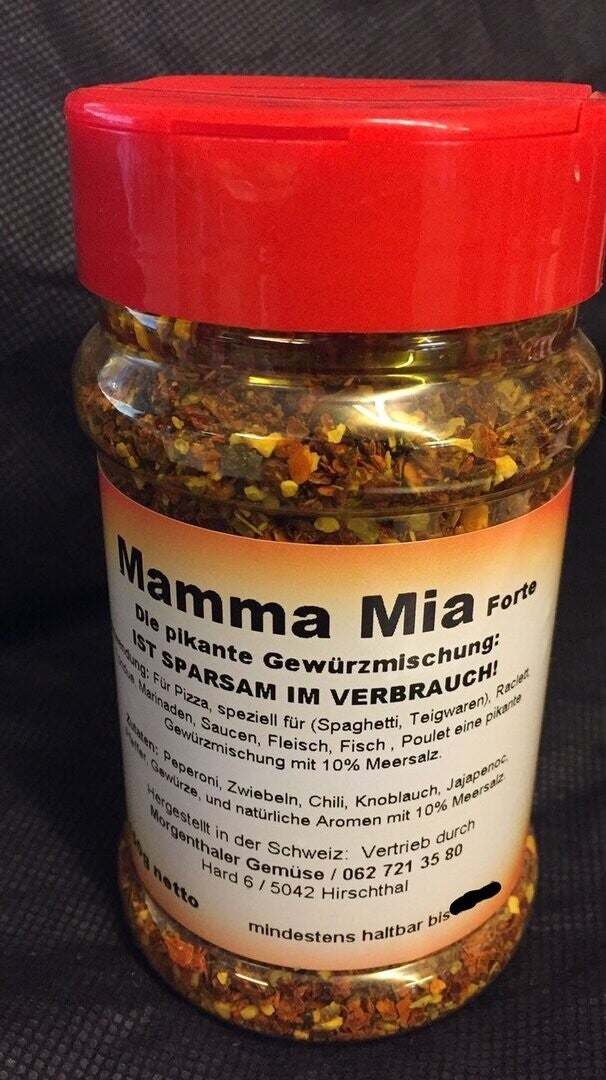 Mamma Mia Forte
Die pikante Gewürzmischung:
IST SPARSAM IM VERBRAUCH!
Für Pizza, speziell für (Spaghetti, Teigwaren), Raclett,
Marinaden, Saucen, Fleisch, Fisch , Poulet eine pikante
Gewürzmischung mit 10% Meersalz.
Zutaten: Peperoni, Zwiebeln, Chili, Knoblauch, Jajapenoc,
Pfeffer, Gewürze, und natürliche Aromen mit 10% Meersalz.
Hergestellt in der Schweiz: Vertrieb durch
Morgenthaler Gemüse / 062 721 35 80
Hard 6 / 5042 Hirschthal
netto
mindestens haltbar bis